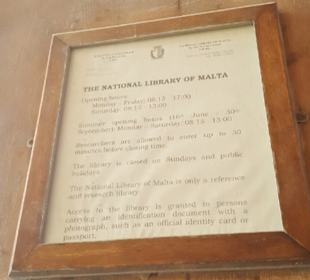 THE NATIONAL LIBRARY OF MALTA
Opening hours
Monday - Friday: 08.15 - 17:00
Saturday: 08.15 - 13:00
Summer opening hours (16th June - 30th
September): Monday - Saturday: 08.15 - 13:00
Researchers are allowed to enter up to 30
minutes before closing time.
The library is closed on Sundays and public
holidays.
The National Library of Malta is only a reference
and research library.
Access to the library is granted to persons
carrying an identification document with a
photograph, such as an official identity card or
passport.